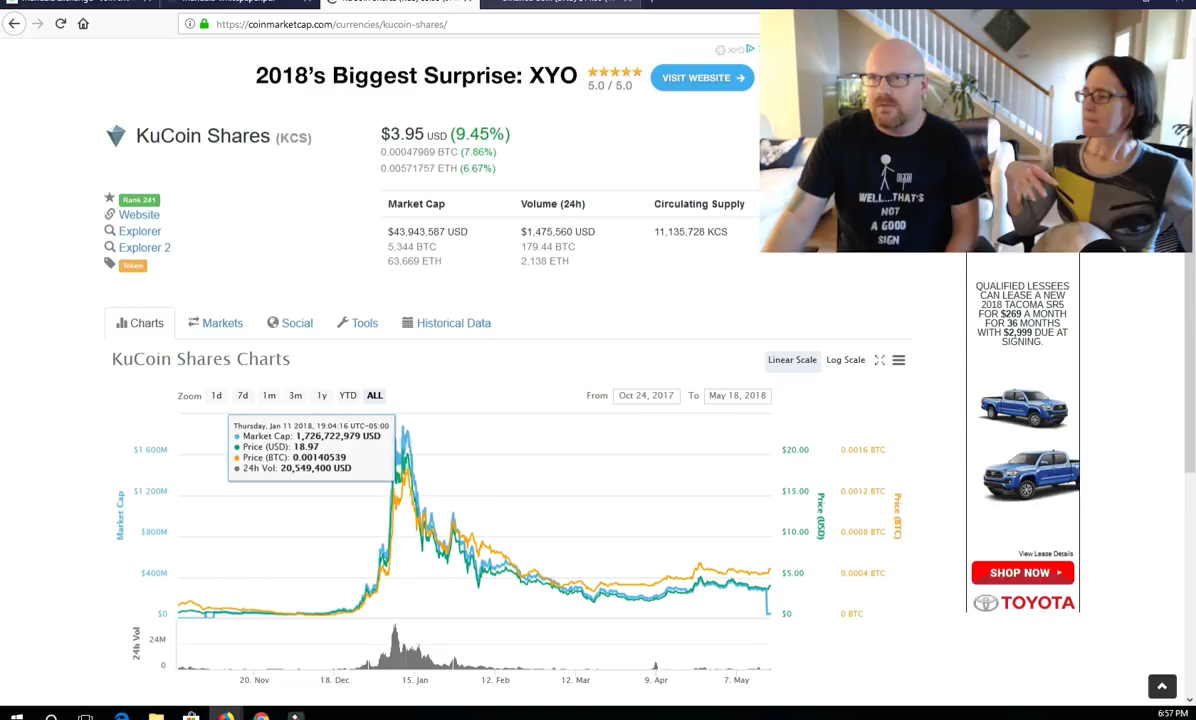 https://coinmarketcap.com/currencies/kucoin-shares/
2018's Biggest Surprise: XYO
5.0 / 5.0
VISIT WEBSITE
KuCoin Shares (KCS)
$3.95 USD (9.45%)
0.00047989 BTC (7.86%)
0.00571757 ETH (6.67%)
Rank 241
Website
Explorer
Explorer 2
Token
Market Cap
Volume (24h)
Circulating Supply
$43,943,587 USD
$1,475,560 USD
11,135,728 KCS
5,344 BTC
179.44 BTC
63,669 ETH
2,138 ETH
DAD
WELL...THAT'S
NOT
A GOOD
SIGN
QUALIFIED LESSEES
CAN LEASE A NEW
2018 TACOMA SR5
FOR $269 A MONTH
FOR 36 MONTHS
WITH $2,999 DUE AT
SIGNING.
Charts
Markets
Social
Tools
Historical Data
KuCoin Shares Charts
Linear Scale
Log Scale
Zoom 1d 7d 1m 3m 1y YTD ALL
From Oct 24, 2017 To May 18, 2018
Thursday, Jan 11 2018, 19:04:16 UTC-05:00
Market Cap: 1,726,722,979 USD
Price (USD): 18.97
Price (BTC): 0.00140539
24h Vol: 20,549,400 USD
$1 600M
$1 200M
$800M
$400M
$0
Market Cap
$20.00
$15.00
$10.00
$5.00
$0
Price (USD)
0.0016 BTC
0.0012 BTC
0.0008 BTC
0.0004 BTC
0 BTC
Price (BTC)
24h Vol
24M
0
20. Nov
18. Dec
15. Jan
12. Feb
12. Mar
9. Apr
7. May
View Lease Details
SHOP NOW
TOYOTA
6:57 PM